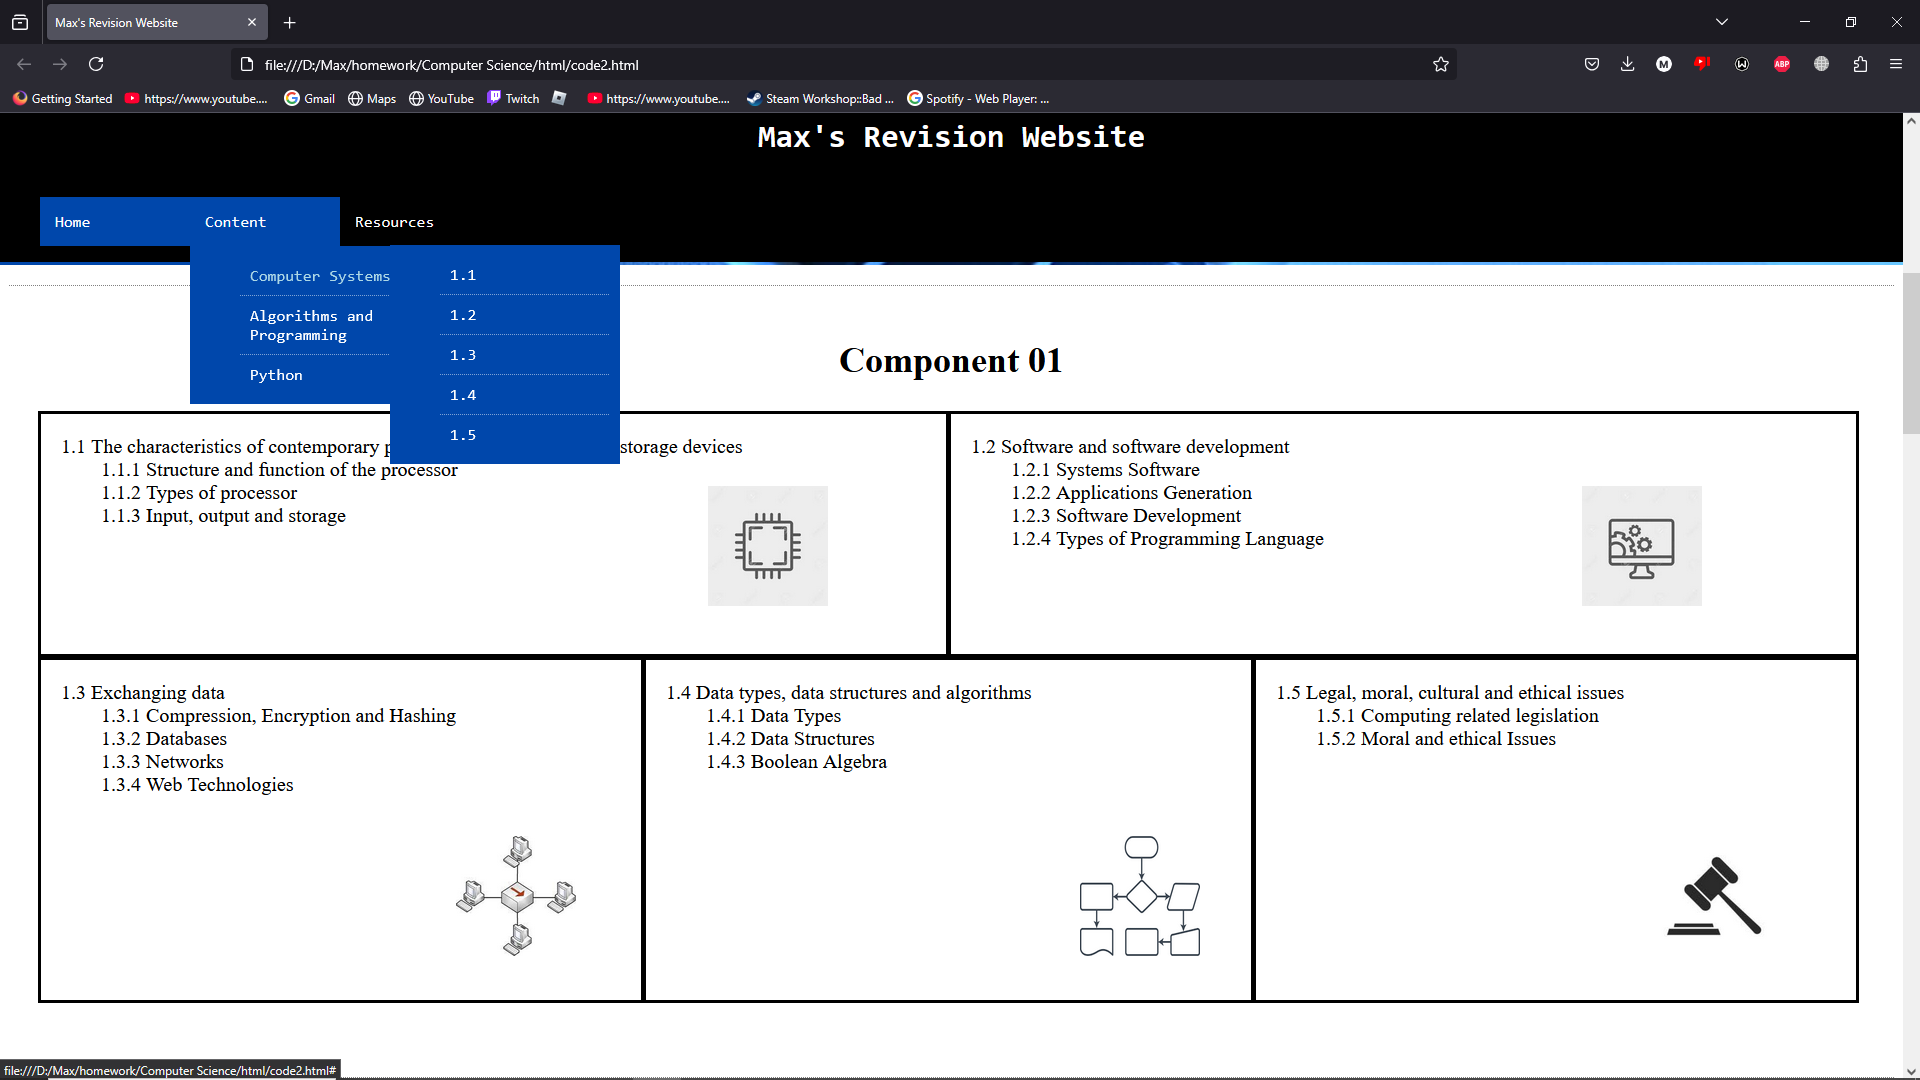 Max's Revision Website
file:///D:/Max/homework/Computer Science/html/code2.html
M
ABP
Getting Started
https://www.youtube....
Gmail
Maps
YouTube
Twitch
https://www.youtube....
Steam Workshop::Bad ...
Spotify - Web Player: ...
Max's Revision Website
Home
Content
Resources
Computer Systems
Algorithms and
Programming
Python
1.1
1.2
1.3
1.4
1.5
Component 01
1.1 The characteristics of contemporary p
storage devices
1.1.1 Structure and function of the processor
1.1.2 Types of processor
1.1.3 Input, output and storage
1.2 Software and software development
1.2.1 Systems Software
1.2.2 Applications Generation
1.2.3 Software Development
1.2.4 Types of Programming Language
1.3 Exchanging data
1.3.1 Compression, Encryption and Hashing
1.3.2 Databases
1.3.3 Networks
1.3.4 Web Technologies
1.4 Data types, data structures and algorithms
1.4.1 Data Types
1.4.2 Data Structures
1.4.3 Boolean Algebra
1.5 Legal, moral, cultural and ethical issues
1.5.1 Computing related legislation
1.5.2 Moral and ethical Issues
file:///D:/Max/homework/Computer Science/html/code2.html#